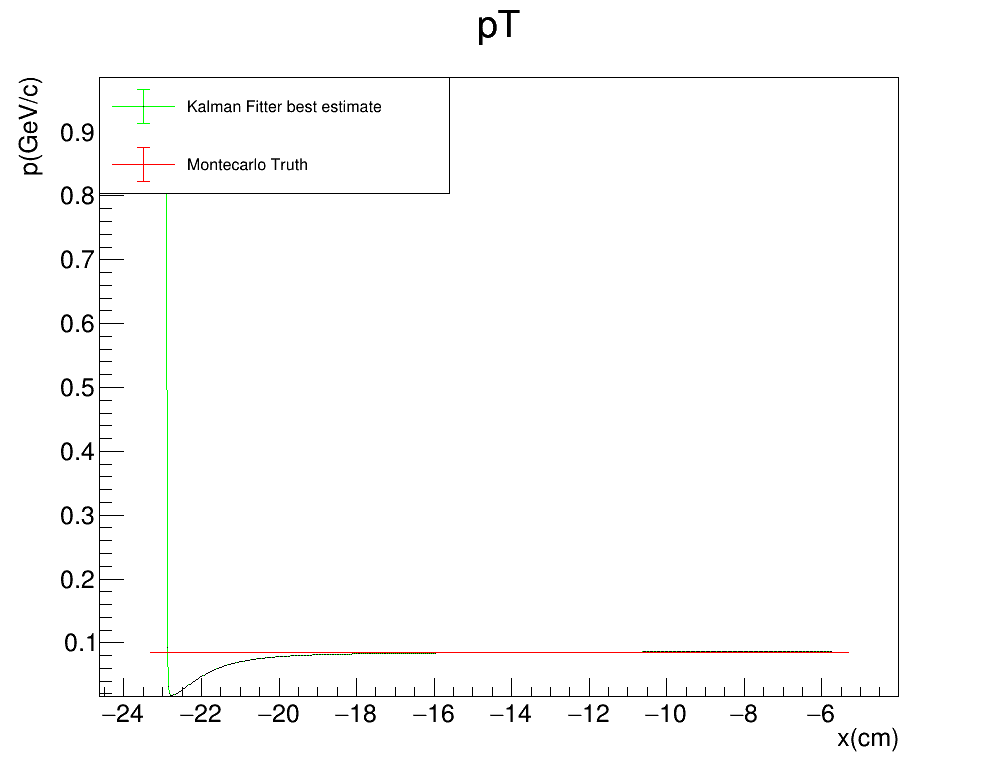 pT
p(GeV/c)
Kalman Fitter best estimate
Montecarlo Truth
0.9
0.8
0.7
0.6
0.5
0.4
0.3
0.2
0.1
−24 −22 −20 −18 −16 −14 −12 −10 −8 −6
x(cm)